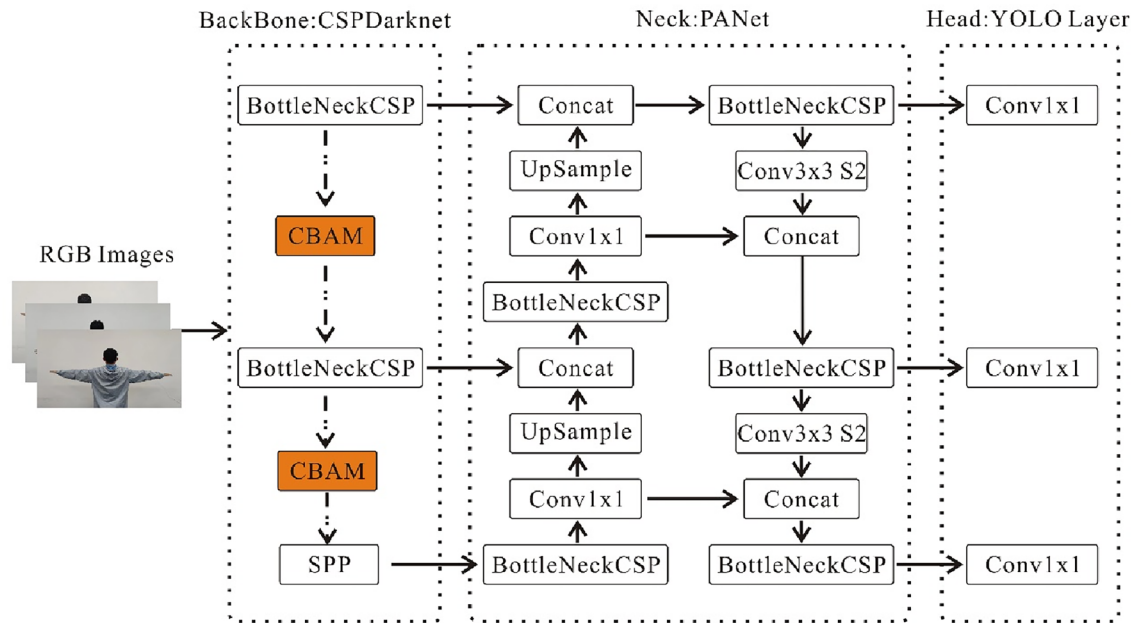 BackBone:CSPDarknet
Neck:PANet
Head:YOLO Layer
BottleNeckCSP
Concat
BottleNeckCSP
Conv1x1
UpSample
Conv3x3 S2
CBAM
Conv1x1
Concat
RGB Images
BottleNeckCSP
BottleNeckCSP
Concat
BottleNeckCSP
Conv1x1
UpSample
Conv3x3 S2
CBAM
Conv1x1
Concat
SPP
BottleNeckCSP
BottleNeckCSP
Conv1x1